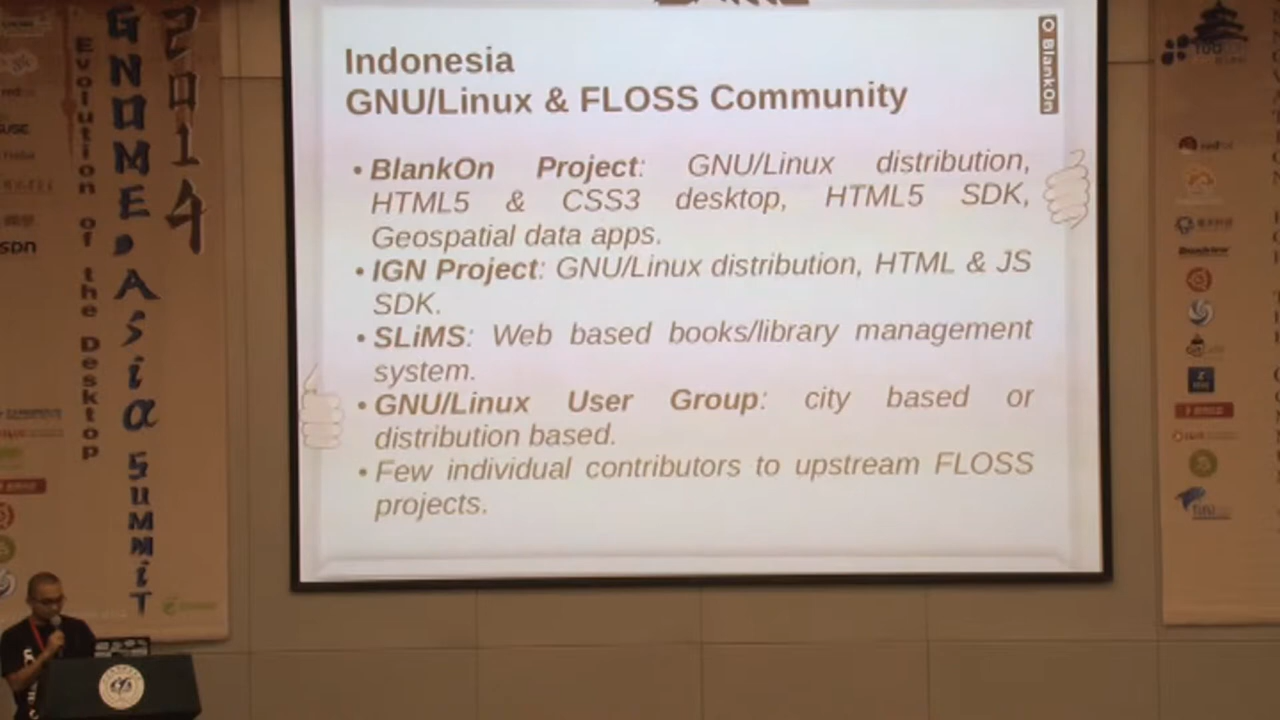 2014
GNOME.Asia SUMMIT
Evolution of the Desktop
Indonesia
GNU/Linux & FLOSS Community
BlankOn
•BlankOn Project: GNU/Linux distribution,
HTML5 & CSS3 desktop, HTML5 SDK,
Geospatial data apps.
•IGN Project: GNU/Linux distribution, HTML & JS
SDK.
•SLiMS: Web based books/library management
system.
•GNU/Linux User Group: city based or
distribution based.
•Few individual contributors to upstream FLOSS
projects.